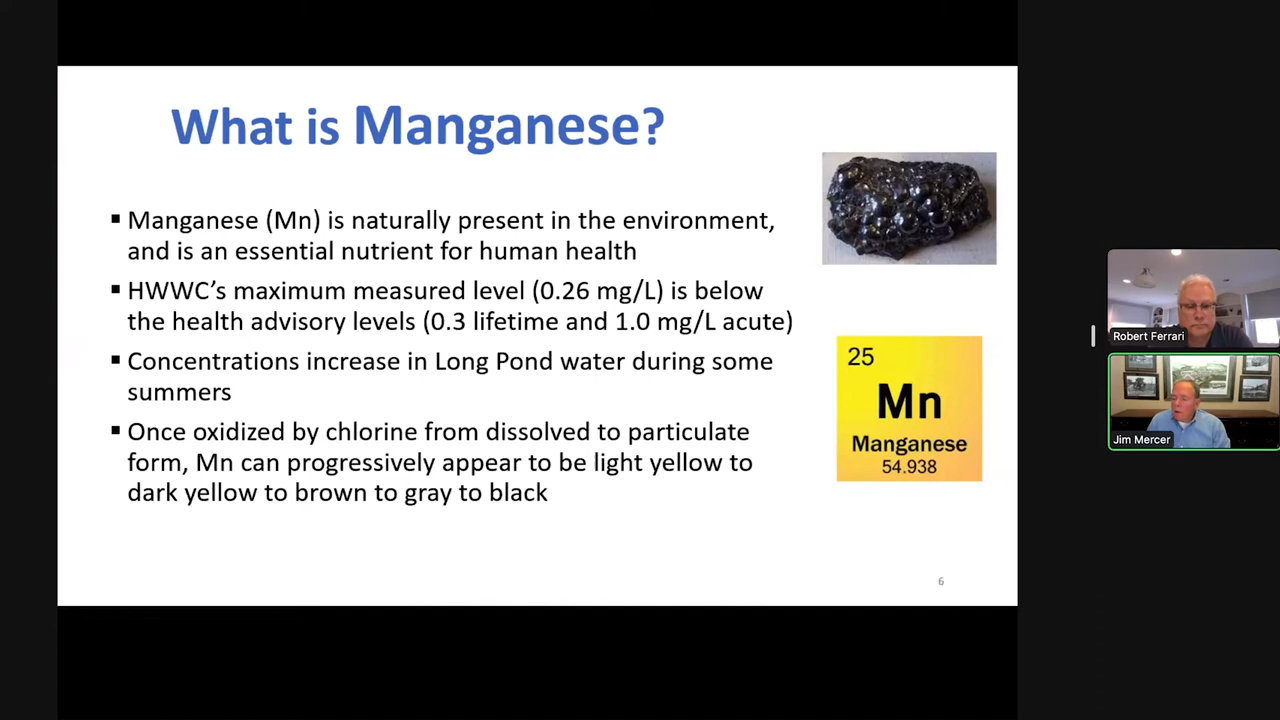 What is Manganese?
▪ Manganese (Mn) is naturally present in the environment,
and is an essential nutrient for human health
▪ HWWC’s maximum measured level (0.26 mg/L) is below
the health advisory levels (0.3 lifetime and 1.0 mg/L acute)
▪ Concentrations increase in Long Pond water during some
summers
▪ Once oxidized by chlorine from dissolved to particulate
form, Mn can progressively appear to be light yellow to
dark yellow to brown to gray to black
25
Mn
Manganese
54.938
6
Robert Ferrari
Jim Mercer